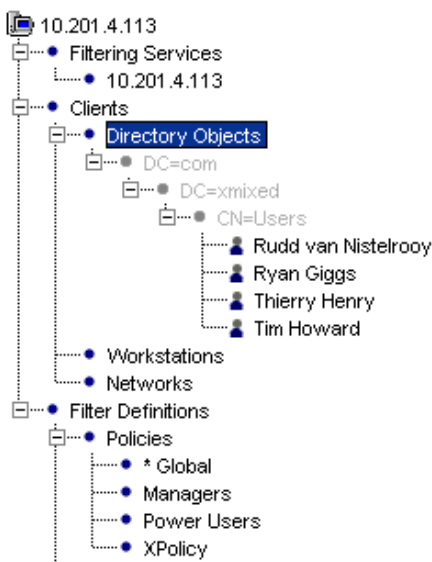 10.201.4.113
Filtering Services
10.201.4.113
Clients
Directory Objects
DC=com
DC=xmixed
CN=Users
Rudd van Nistelrooy
Ryan Giggs
Thierry Henry
Tim Howard
Workstations
Networks
Filter Definitions
Policies
* Global
Managers
Power Users
XPolicy